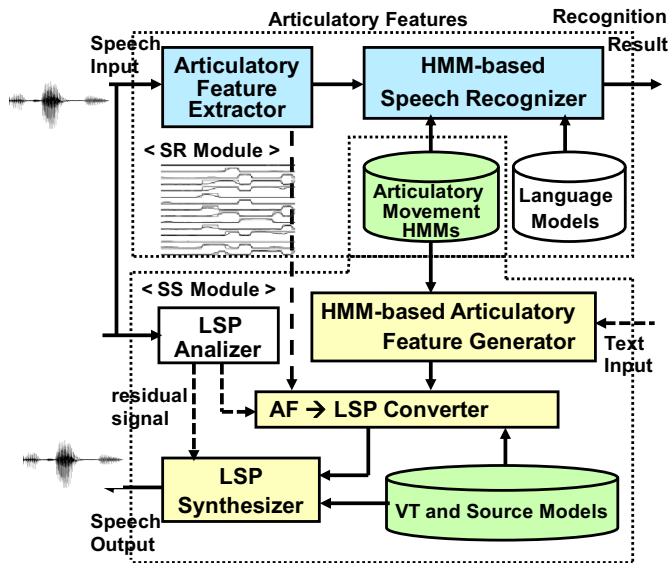 Articulatory Features
Recognition
Result
Speech
Input
Articulatory
Feature
Extractor
HMM-based
Speech Recognizer
< SR Module >
Articulatory
Movement
HMMs
Language
Models
< SS Module >
LSP
Analizer
HMM-based Articulatory
Feature Generator
Text
Input
residual
signal
AF → LSP Converter
LSP
Synthesizer
VT and Source Models
Speech
Output